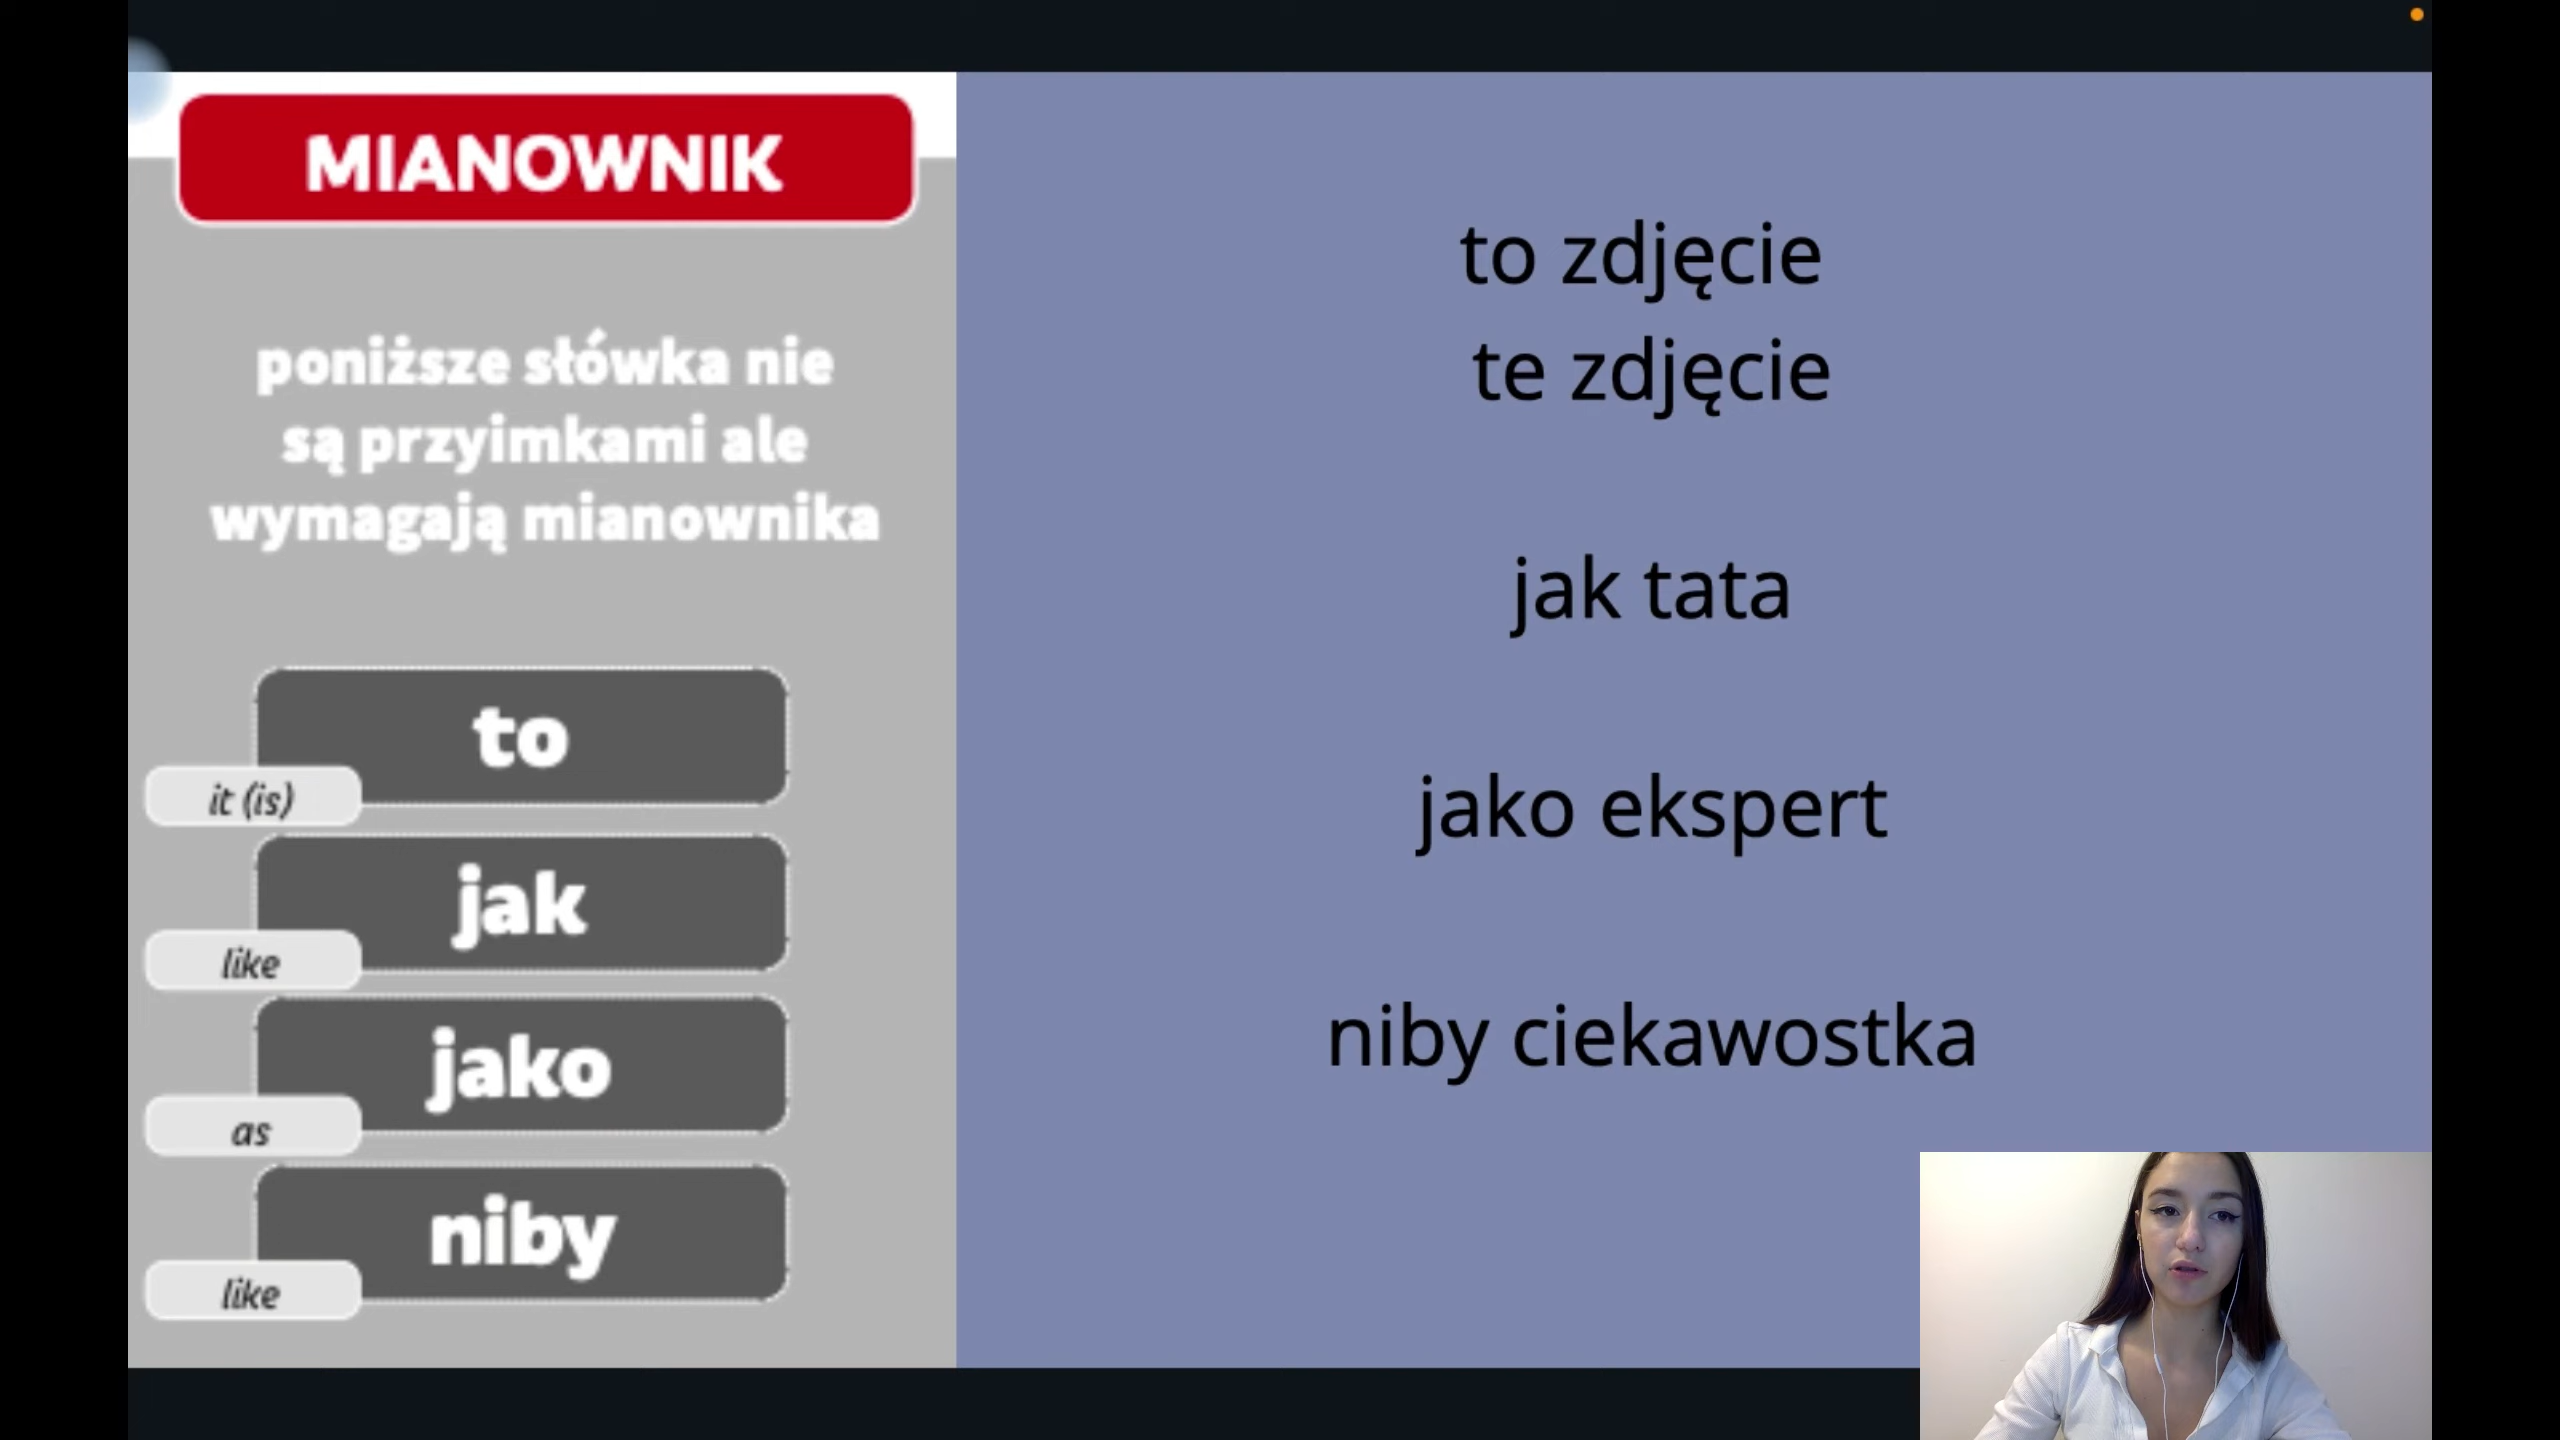 MIANOWNIK
poniższe słówka nie
są przyimkami ale
wymagają mianownika
to
it (is)
jak
like
jako
as
niby
like
to zdjęcie
te zdjęcie
jak tata
jako ekspert
niby ciekawostka